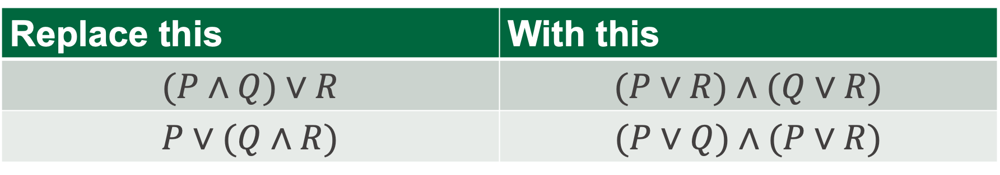 Replace this With this
(P ∧ Q) ∨ R (P ∨ R) ∧ (Q ∨ R)
P ∨ (Q ∧ R) (P ∨ Q) ∧ (P ∨ R)